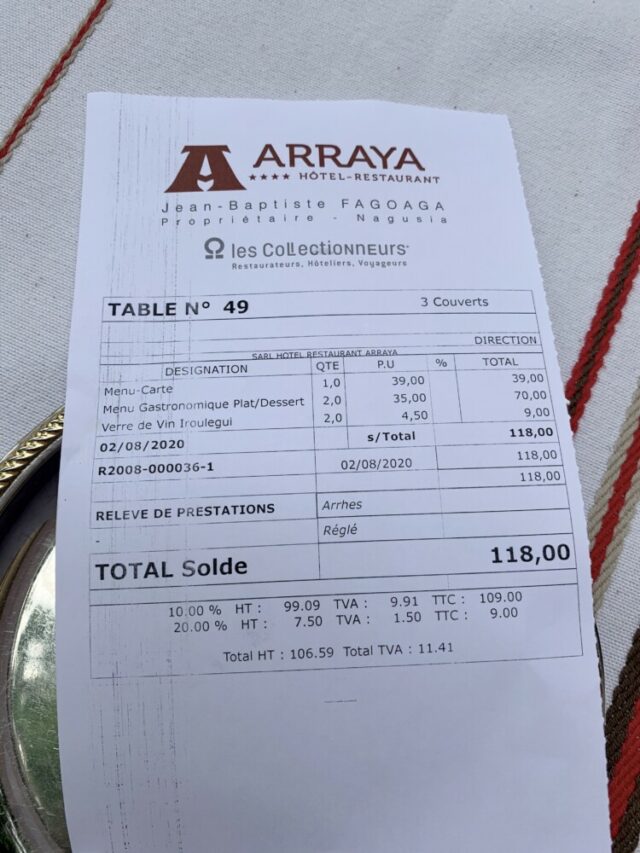 ARRAYA
★★★★ HÔTEL-RESTAURANT
Jean-Baptiste FAGOAGA
Propriétaire - Nagusia
les CoLLectionneurs
Restaurateurs, Hôteliers, Voyageurs
TABLE N° 49 3 Couverts
DIRECTION
SARL HOTEL RESTAURANT ARRAYA
DESIGNATION QTE P.U % TOTAL
Menu-Carte 1,0 39,00 39,00
Menu Gastronomique Plat/Dessert 2,0 35,00 70,00
Verre de Vin Iroulegui 2,0 4,50 9,00
02/08/2020 s/Total 118,00
R2008-000036-1 02/08/2020 118,00
118,00
RELEVE DE PRESTATIONS Arrhes
- Réglé
TOTAL Solde 118,00
10.00 % HT : 99.09 TVA : 9.91 TTC : 109.00
20.00 % HT : 7.50 TVA : 1.50 TTC : 9.00
Total HT : 106.59 Total TVA : 11.41